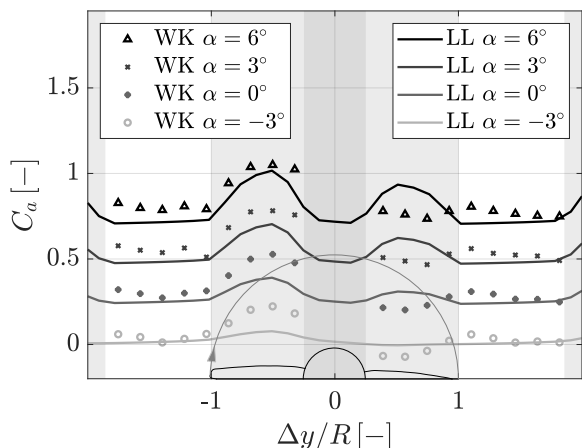 WK α = 6°
WK α = 3°
WK α = 0°
WK α = −3°
LL α = 6°
LL α = 3°
LL α = 0°
LL α = −3°
1.5
1
0.5
0
C_a [−]
-1
0
1
Δy/R [−]